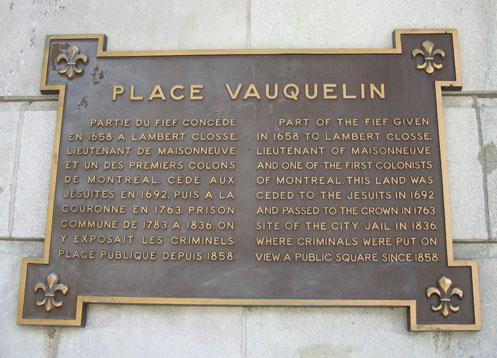 PLACE VAUQUELIN
PARTIE DU FIEF CONCEDE
EN 1658 A LAMBERT CLOSSE,
LIEUTENANT DE MAISONNEUVE
ET UN DES PREMIERS COLONS
DE MONTREAL. CEDE AUX
JESUITES EN 1692, PUIS A LA
COURONNE EN 1763. PRISON
COMMUNE DE 1783 A 1836, ON
Y EXPOSAIT LES CRIMINELS
PLACE PUBLIQUE DEPUIS 1858.
PART OF THE FIEF GIVEN
IN 1658 TO LAMBERT CLOSSE,
LIEUTENANT OF MAISONNEUVE
AND ONE OF THE FIRST COLONISTS
OF MONTREAL. THIS LAND WAS
CEDED TO THE JESUITS IN 1692
AND PASSED TO THE CROWN IN 1763.
SITE OF THE CITY JAIL IN 1836,
WHERE CRIMINALS WERE PUT ON
VIEW. A PUBLIC SQUARE SINCE 1858.